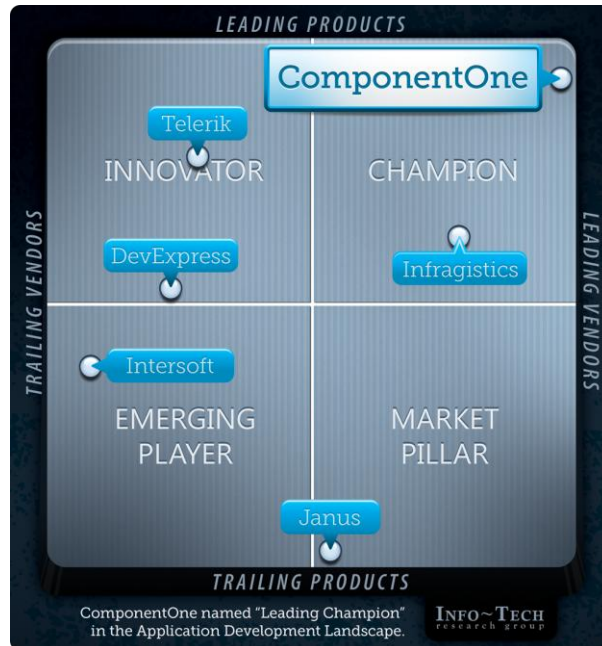 LEADING PRODUCTS
ComponentOne
Telerik
INNOVATOR
CHAMPION
TRAILING VENDORS
LEADING VENDORS
DevExpress
Infragistics
Intersoft
EMERGING
PLAYER
MARKET
PILLAR
Janus
TRAILING PRODUCTS
ComponentOne named “Leading Champion”
in the Application Development Landscape.
INFO~TECH
research group